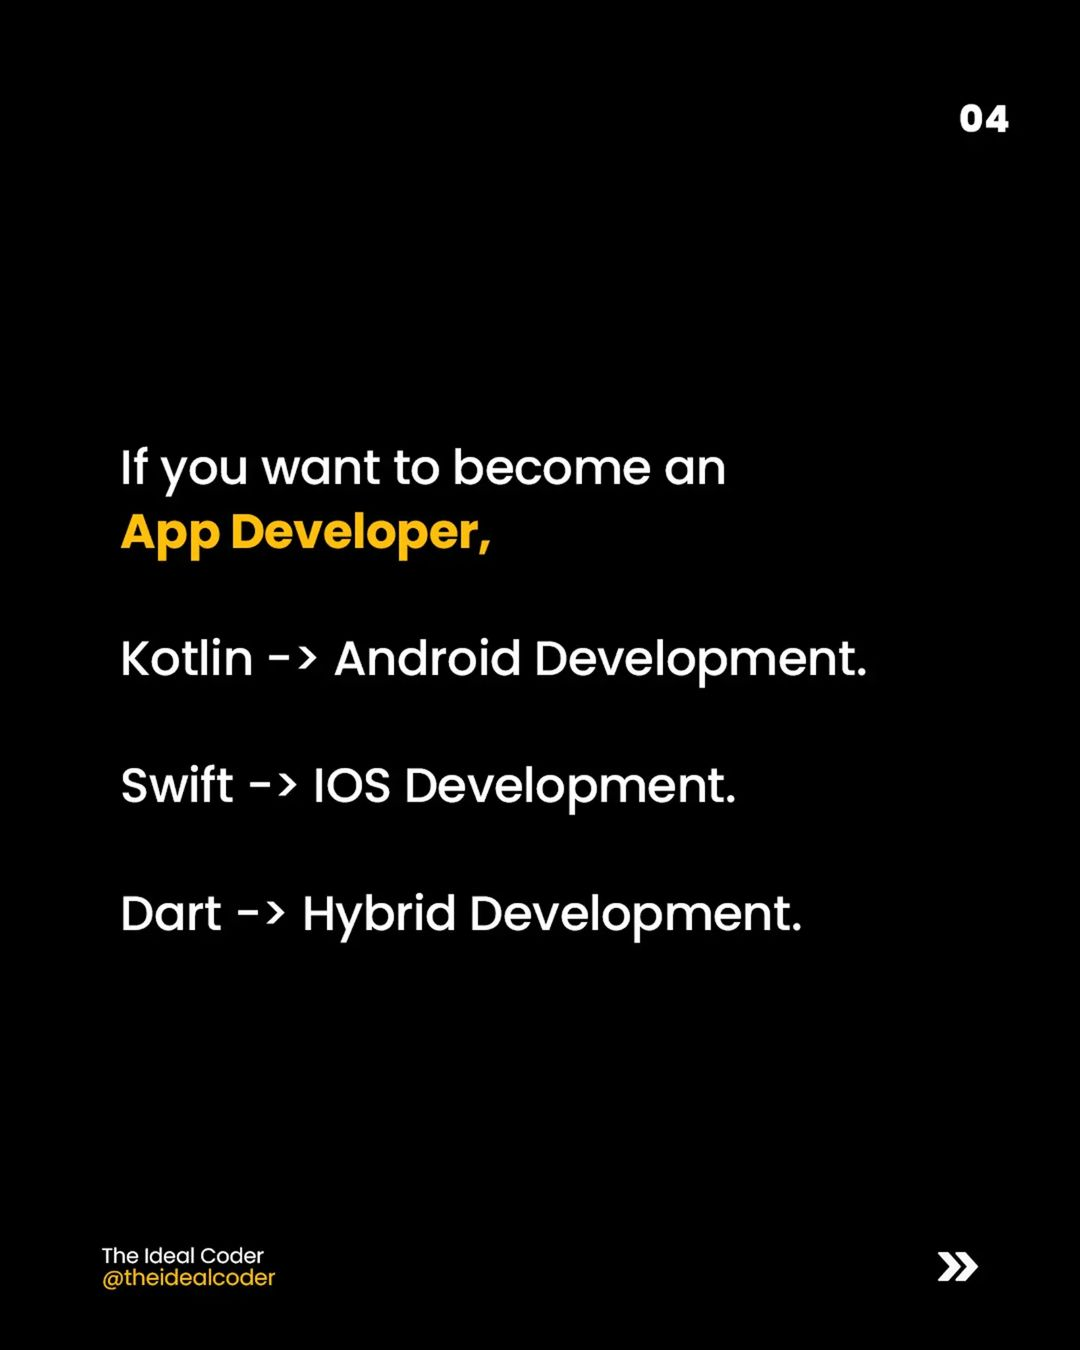 04
If you want to become an
App Developer,
Kotlin -> Android Development.
Swift -> IOS Development.
Dart -> Hybrid Development.
The Ideal Coder
@theidealcoder